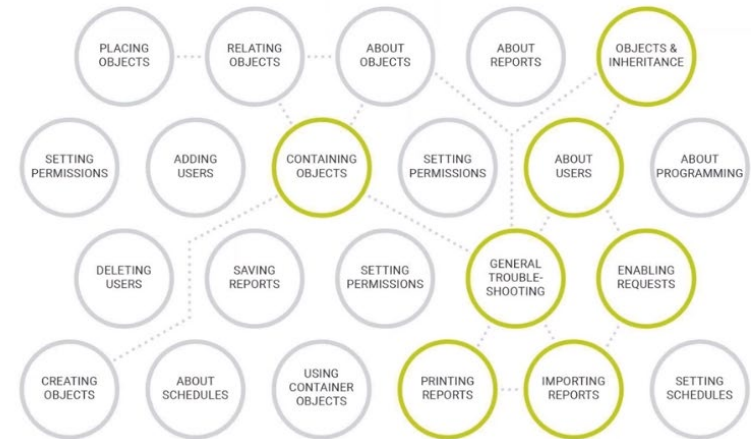 PLACING
OBJECTS
RELATING
OBJECTS
ABOUT
OBJECTS
ABOUT
REPORTS
OBJECTS &
INHERITANCE
SETTING
PERMISSIONS
ADDING
USERS
CONTAINING
OBJECTS
SETTING
PERMISSIONS
ABOUT
USERS
ABOUT
PROGRAMMING
DELETING
USERS
SAVING
REPORTS
SETTING
PERMISSIONS
GENERAL
TROUBLE-
SHOOTING
ENABLING
REQUESTS
CREATING
OBJECTS
ABOUT
SCHEDULES
USING
CONTAINER
OBJECTS
PRINTING
REPORTS
IMPORTING
REPORTS
SETTING
SCHEDULES